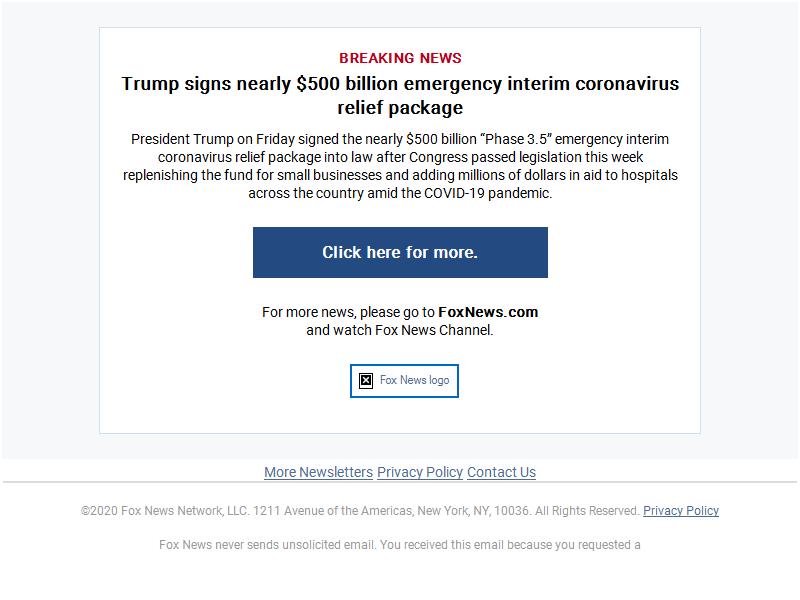 BREAKING NEWS
Trump signs nearly $500 billion emergency interim coronavirus
relief package
President Trump on Friday signed the nearly $500 billion “Phase 3.5” emergency interim
coronavirus relief package into law after Congress passed legislation this week
replenishing the fund for small businesses and adding millions of dollars in aid to hospitals
across the country amid the COVID-19 pandemic.
Click here for more.
For more news, please go to FoxNews.com
and watch Fox News Channel.
Fox News logo
More Newsletters Privacy Policy Contact Us
©2020 Fox News Network, LLC. 1211 Avenue of the Americas, New York, NY, 10036. All Rights Reserved. Privacy Policy
Fox News never sends unsolicited email. You received this email because you requested a